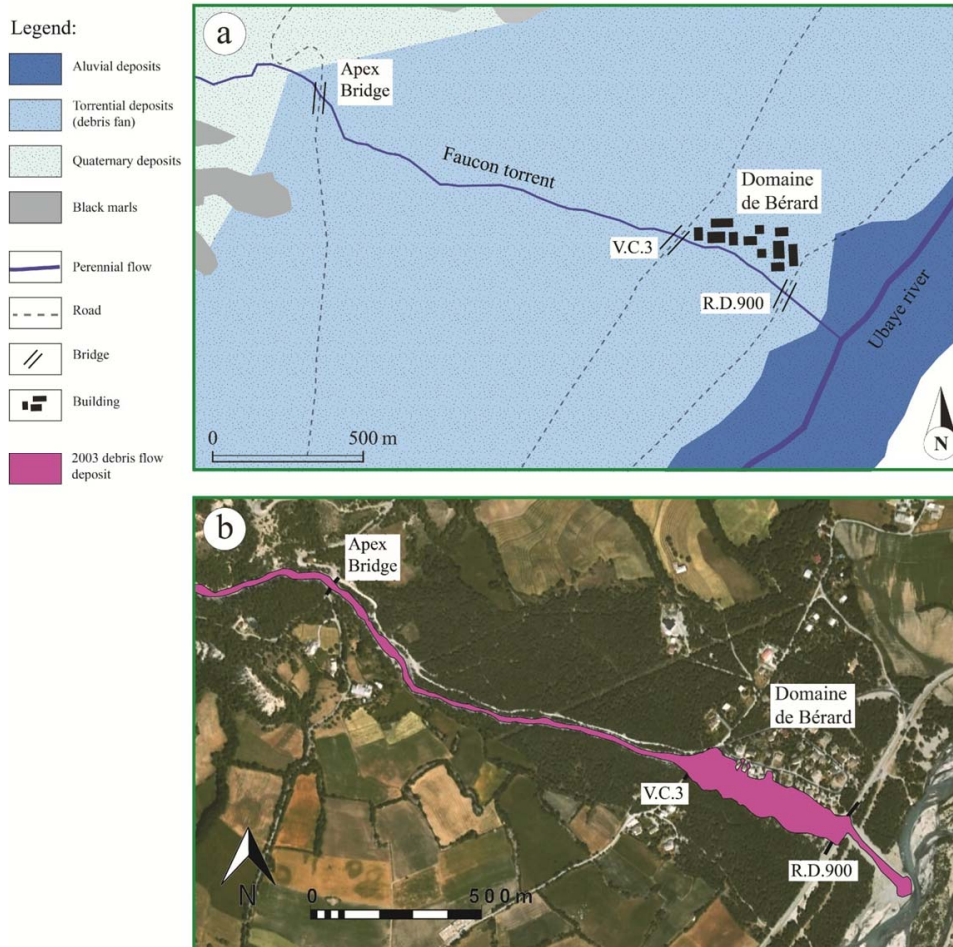 Legend:
Aluvial deposits
Torrential deposits
(debris fan)
Quaternary deposits
Black marls
Perennial flow
Road
Bridge
Building
2003 debris flow
deposit
a
Apex
Bridge
Faucon torrent
Domaine
de Bérard
V.C.3
R.D.900
Ubaye river
0 500 m
N
b
Apex
Bridge
Domaine
de Bérard
V.C.3
R.D.900
N
0 500 m